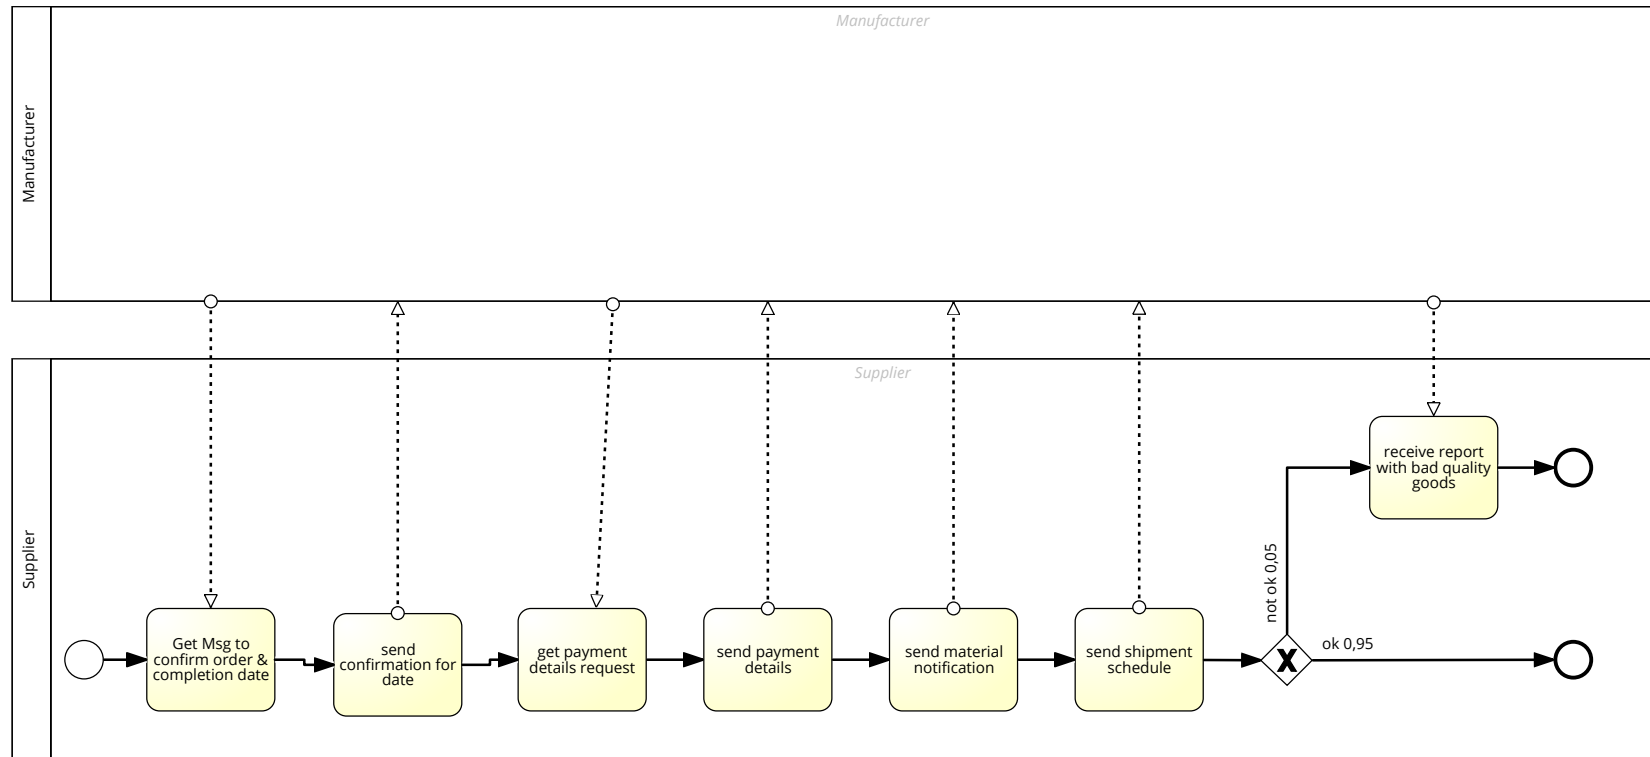 Manufacturer
Manufacturer
Supplier
Supplier
Get Msg to
confirm order &
completion date
send
confirmation for
date
get payment
details request
send payment
details
send material
notification
send shipment
schedule
not ok 0,05
ok 0,95
receive report
with bad quality
goods